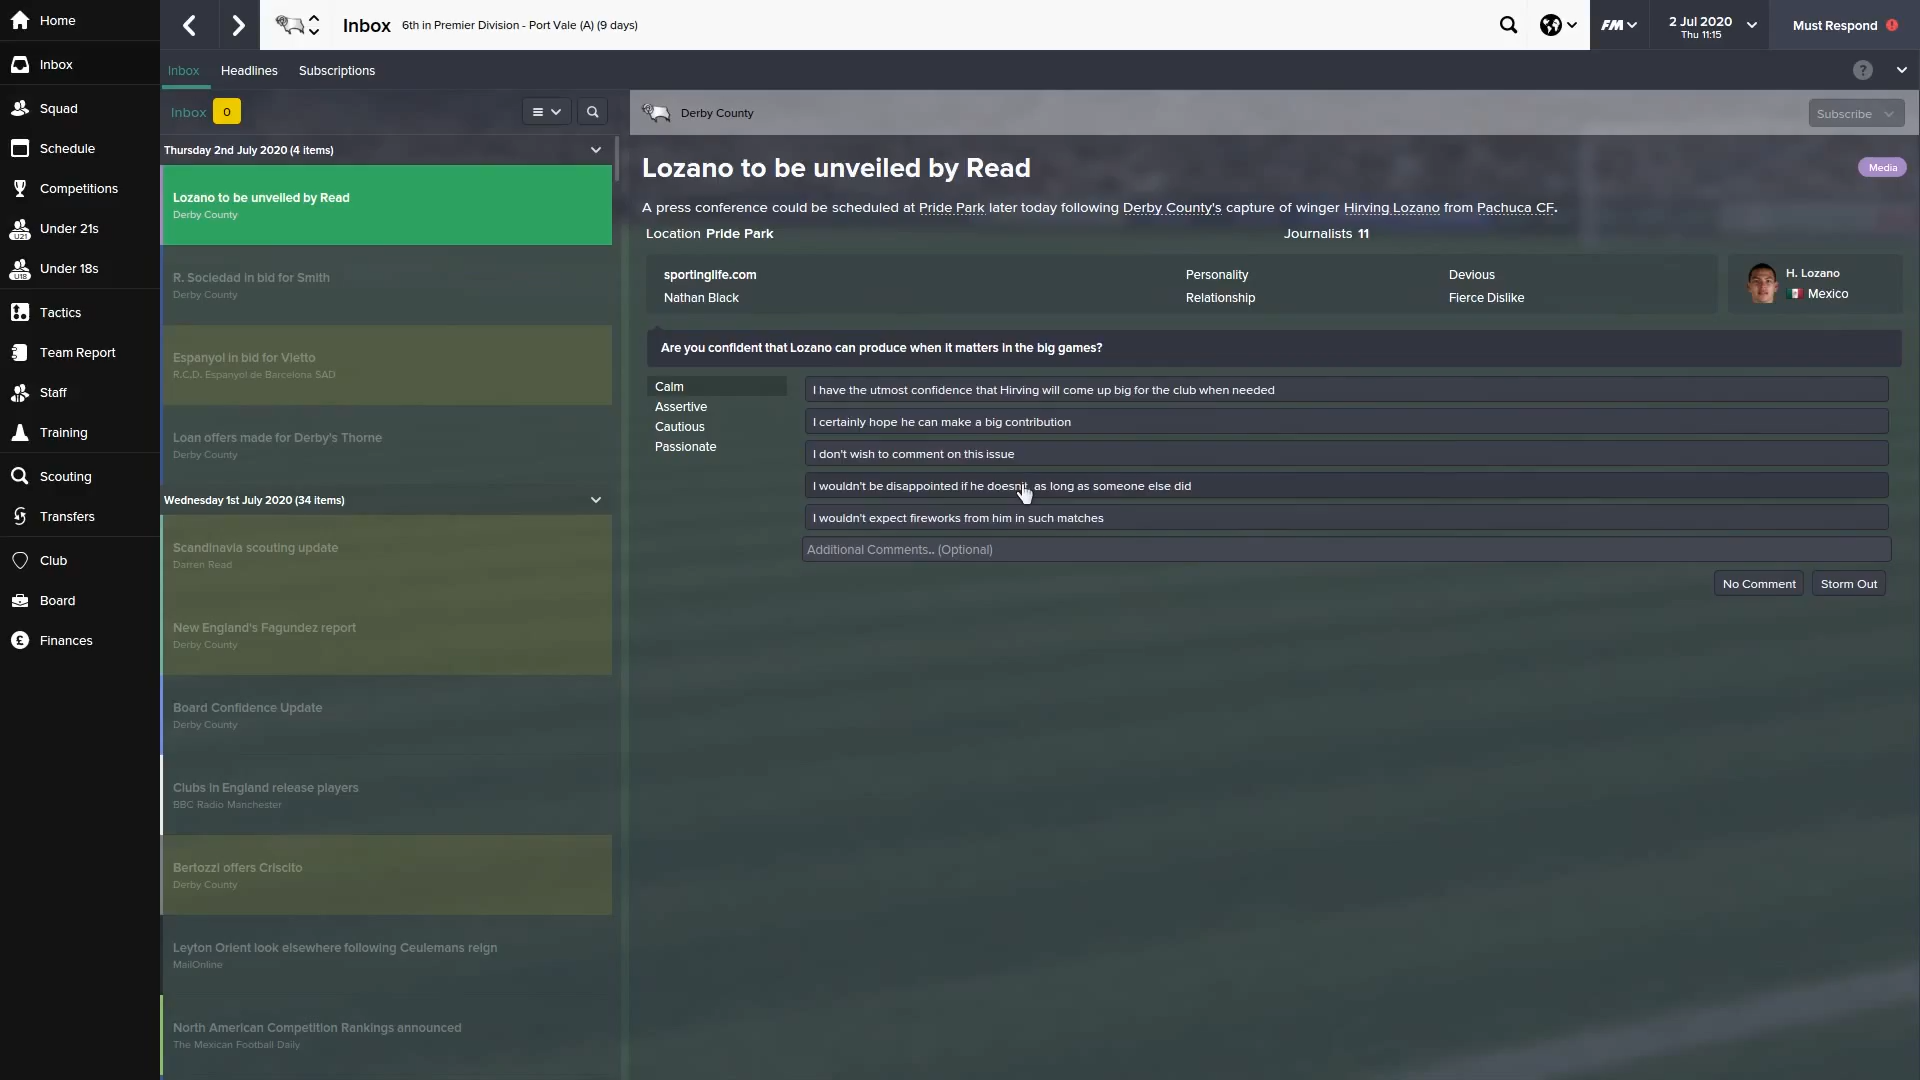 Home
Inbox
Squad
Schedule
Competitions
U21
Under 21s
U18
Under 18s
Tactics
Team Report
Staff
Training
Scouting
Transfers
Club
Board
£
Finances
Inbox 6th in Premier Division - Port Vale (A) (9 days)
FM
2 Jul 2020
Thu 11:15
Must Respond !
Inbox Headlines Subscriptions
?
Inbox 0
Thursday 2nd July 2020 (4 items)
Lozano to be unveiled by Read
Derby County
R. Sociedad in bid for Smith
Derby County
Espanyol in bid for Vietto
R.C.D. Espanyol de Barcelona SAD
Loan offers made for Derby's Thorne
Derby County
Wednesday 1st July 2020 (34 items)
Scandinavia scouting update
Darren Read
New England's Fagundez report
Derby County
Board Confidence Update
Derby County
Clubs in England release players
BBC Radio Manchester
Bertozzi offers Criscito
Derby County
Leyton Orient look elsewhere following Ceulemans reign
MailOnline
North American Competition Rankings announced
The Mexican Football Daily
Derby County
Subscribe
Lozano to be unveiled by Read
Media
A press conference could be scheduled at Pride Park later today following Derby County's capture of winger Hirving Lozano from Pachuca CF.
Location Pride Park Journalists 11
sportinglife.com Personality Devious
Nathan Black Relationship Fierce Dislike
H. Lozano
Mexico
Are you confident that Lozano can produce when it matters in the big games?
Calm
Assertive
Cautious
Passionate
I have the utmost confidence that Hirving will come up big for the club when needed
I certainly hope he can make a big contribution
I don't wish to comment on this issue
I wouldn't be disappointed if he doesn't, as long as someone else did
I wouldn't expect fireworks from him in such matches
Additional Comments.. (Optional)
No Comment Storm Out